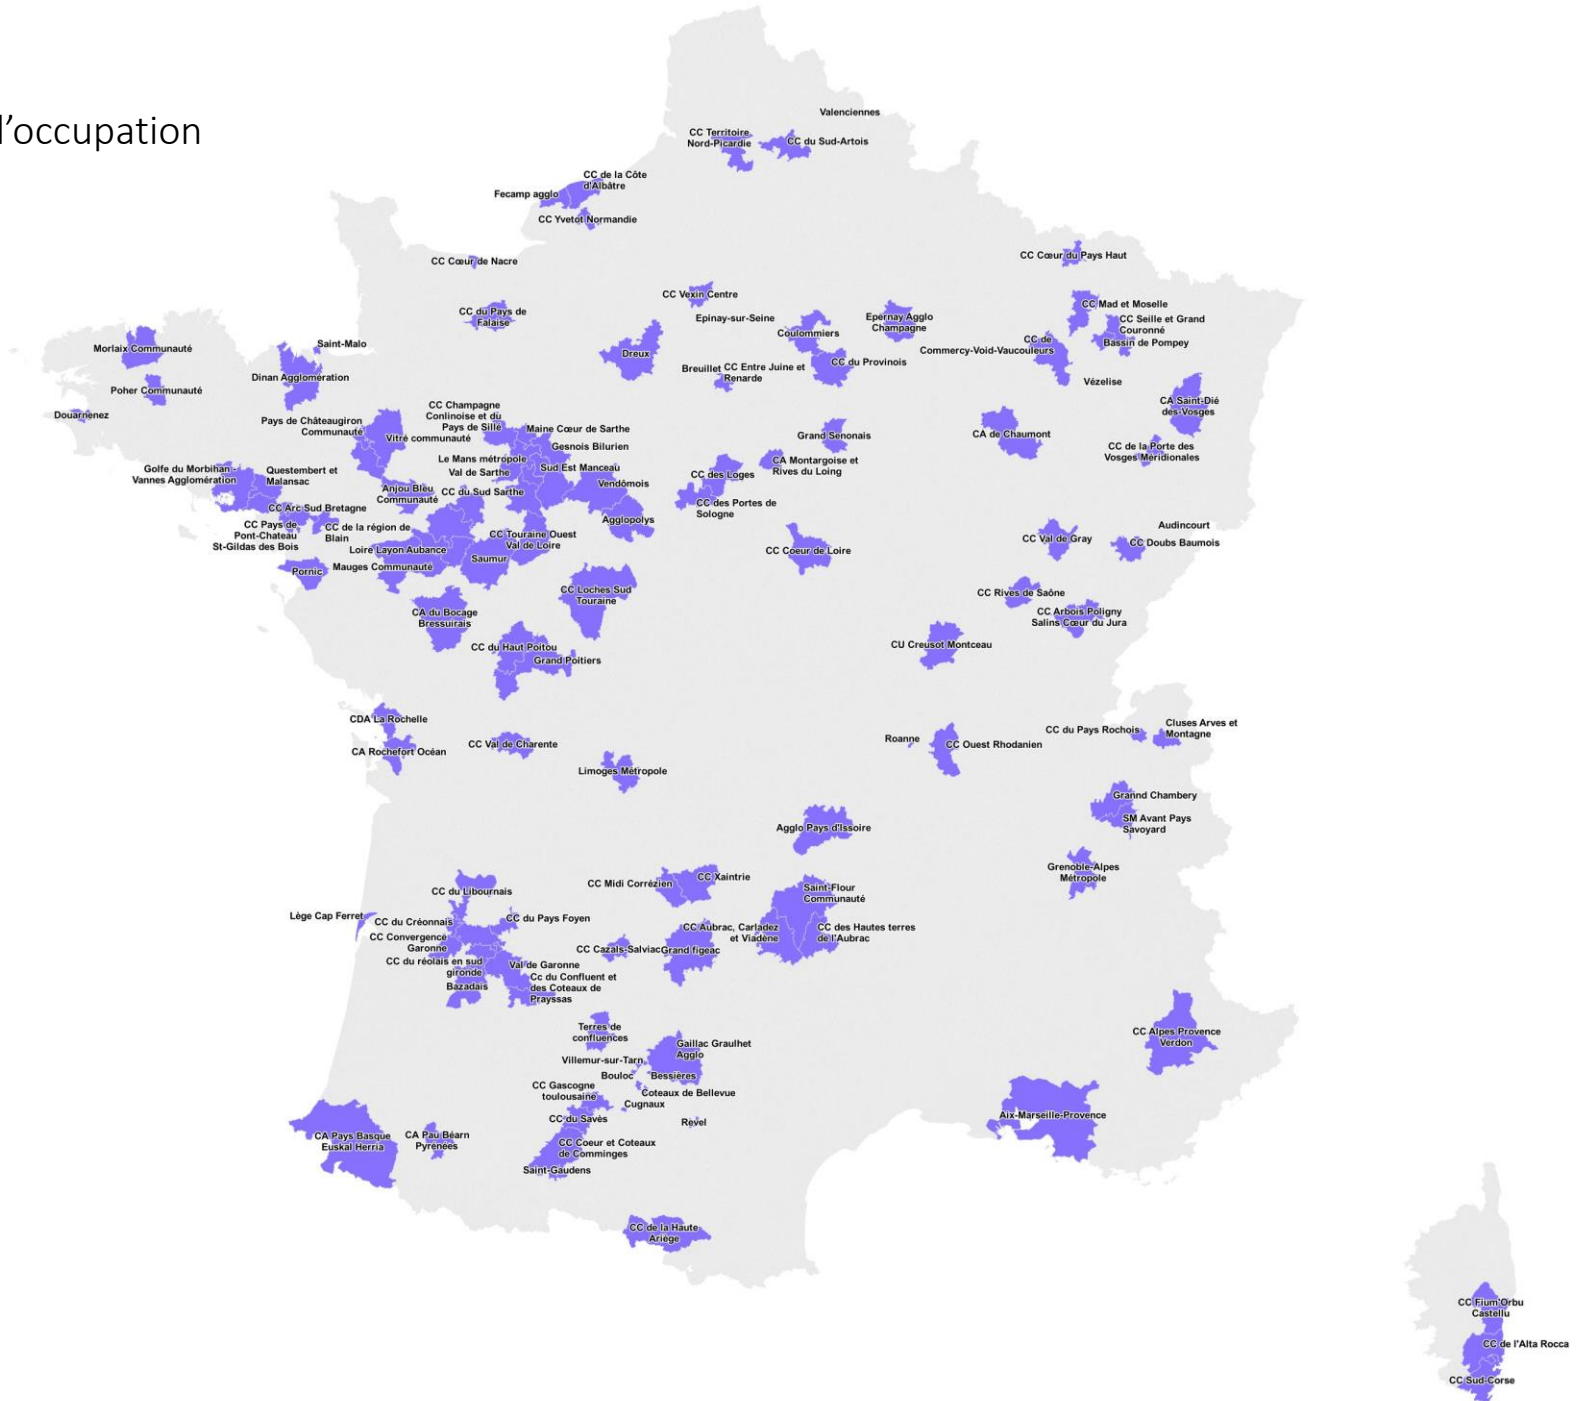 l'occupation
Valenciennes
CC Territoire
Nord-Picardie
CC du Sud-Artois
CC de la Côte
d'Albâtre
Fecamp agglo
CC Yvetot Normandie
CC Cœur de Nacre
CC Cœur du Pays Haut
CC Vexin Centre
CC Mad et Moselle
CC du Pays de
Falaise
Epinay-sur-Seine
Epernay Agglo
Champagne
CC Seille et Grand
Couronné
Coulommiers
Bassin de Pompey
Saint-Malo
Morlaix Communauté
Dreux
CC de
Commercy-Void-Vaucouleurs
CC du Provinois
Breuillet
CC Entre Juine et
Renarde
Dinan Agglomération
Vézelise
Poher Communauté
CA Saint-Dié
des-Vosges
Douarnenez
CC Champagne
Conlinoise et du
Pays de Sillé
Pays de Châteaugiron
Communauté
Maine Cœur de Sarthe
Vitré communauté
Grand Senonais
CA de Chaumont
Gesnois Bilurien
CC de la Porte des
Vosges Méridionales
Le Mans métropole
CA Montargoise et
Rives du Loing
Golfe du Morbihan -
Vannes Agglomération
Questembert et
Malansac
Val de Sarthe
Sud Est Manceau
CC des Loges
Vendômois
Anjou Bleu
Communauté
CC du Sud Sarthe
CC des Portes de
Sologne
CC Arc Sud Bretagne
Agglopolys
CC Pays de
Pont-Chateau
St-Gildas des Bois
CC de la région de
Blain
Audincourt
CC Touraine Ouest
Val de Loire
CC Val de Gray
CC Doubs Baumois
Loire Layon Aubance
CC Coeur de Loire
Saumur
Mauges Communauté
Pornic
CC Loches Sud
Touraine
CC Rives de Saône
CA du Bocage
Bressuirais
CC Arbois Poligny
Salins Cœur du Jura
CC du Haut Poitou
CU Creusot Montceau
Grand Poitiers
CDA La Rochelle
CC du Pays Rochois
Cluses Arves et
Montagne
CA Rochefort Océan
CC Val de Charente
Roanne
CC Ouest Rhodanien
Limoges Métropole
Grannd Chambery
SM Avant Pays
Savoyard
Agglo Pays d'Issoire
Grenoble-Alpes
Métropole
CC Midi Corrézien
CC Xaintrie
CC du Libournais
Saint-Flour
Communauté
Lège Cap Ferret
CC du Créonnais
CC du Pays Foyen
CC Aubrac, Carladez
et Viadène
CC des Hautes terres
de l'Aubrac
CC Convergence
Garonne
CC Cazals-Salviac
Grand figeac
CC du réolais en sud
gironde
Val de Garonne
Bazadais
Cc du Confluent et
des Coteaux de
Prayssas
Terres de
confluences
CC Alpes Provence
Verdon
Gaillac Graulhet
Agglo
Villemur-sur-Tarn
Bouloc
Bessières
CC Gascogne
toulousaine
Coteaux de Bellevue
Cugnaux
Aix-Marseille-Provence
CC du Savès
Revel
CA Pays Basque
Euskal Herria
CA Pau Béarn
Pyrenées
CC Coeur et Coteaux
de Comminges
Saint-Gaudens
CC de la Haute
Ariège
CC Fium'Orbu
Castellu
CC de l'Alta Rocca
CC Sud-Corse